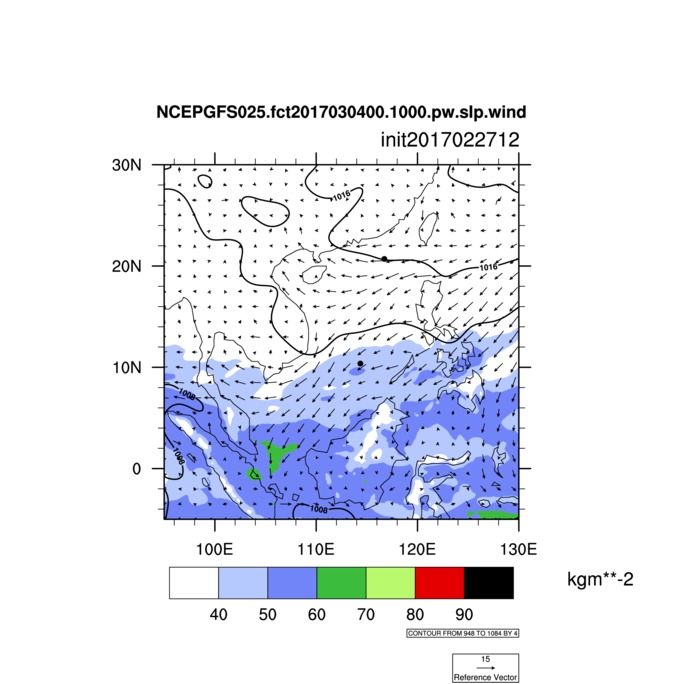 NCEPGFS025.fct2017030400.1000.pw.slp.wind
init2017022712
30N
1016
20N
1016
10N
1008
1008
0
1008
100E 110E 120E 130E
kgm**-2
40 50 60 70 80 90
CONTOUR FROM 948 TO 1084 BY 4
15
Reference Vector